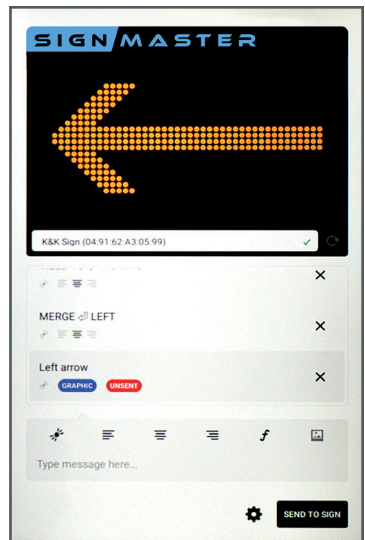 SIGN MASTER
K&K Sign (04:91:62:A3:05:99)
MERGE ⏎ LEFT
Left arrow
GRAPHIC UNSENT
Type message here...
SEND TO SIGN